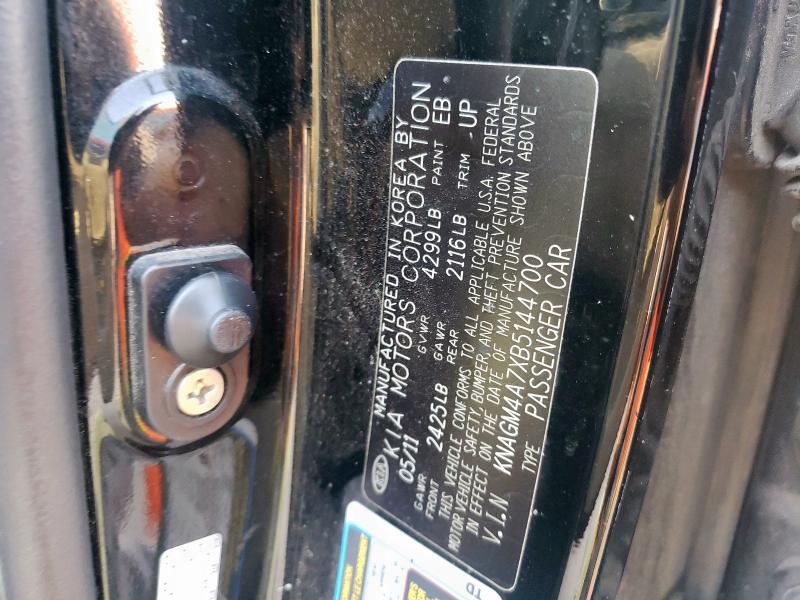 KIA MANUFACTURED IN KOREA BY
KIA MOTORS CORPORATION
05/11 GVWR 4299LB PAINT EB
GAWR FRONT 2425LB GAWR REAR 2116LB TRIM UP
THIS VEHICLE CONFORMS TO ALL APPLICABLE U.S.A. FEDERAL
MOTOR VEHICLE SAFETY, BUMPER, AND THEFT PREVENTION STANDARDS
IN EFFECT ON THE DATE OF MANUFACTURE SHOWN ABOVE
V.I.N KNAGM4A7XB5144700
TYPE PASSENGER CAR